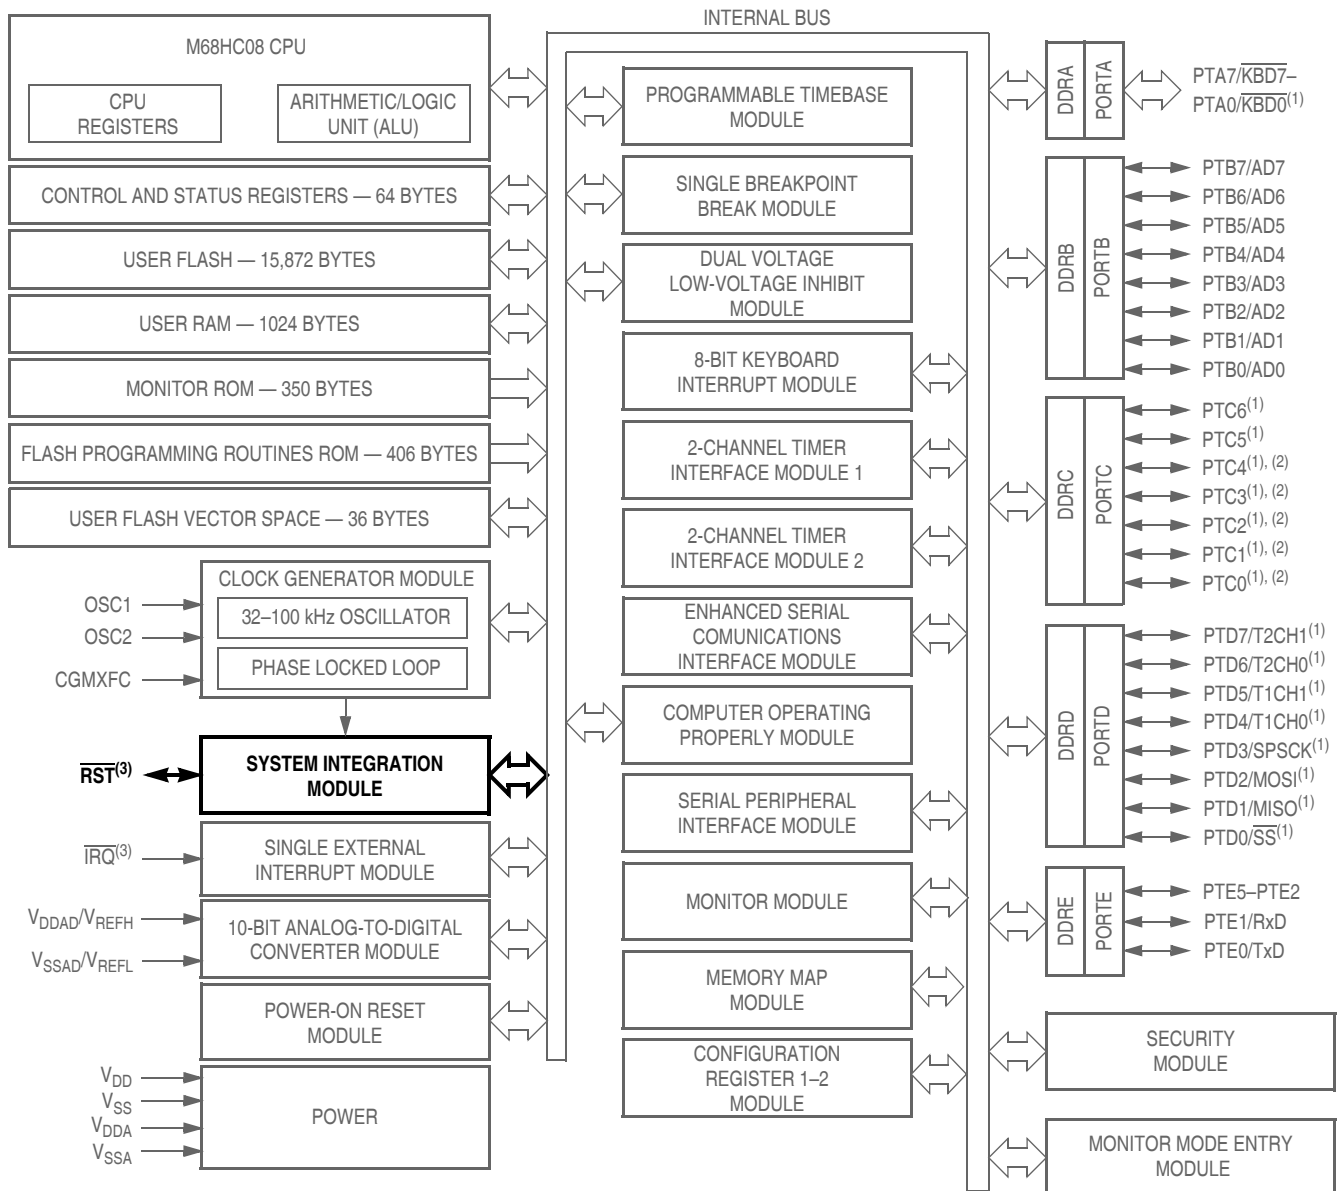 INTERNAL BUS
M68HC08 CPU
CPU
REGISTERS
ARITHMETIC/LOGIC
UNIT (ALU)
CONTROL AND STATUS REGISTERS — 64 BYTES
USER FLASH — 15,872 BYTES
USER RAM — 1024 BYTES
MONITOR ROM — 350 BYTES
FLASH PROGRAMMING ROUTINES ROM — 406 BYTES
USER FLASH VECTOR SPACE — 36 BYTES
CLOCK GENERATOR MODULE
32–100 kHz OSCILLATOR
PHASE LOCKED LOOP
OSC1
OSC2
CGMXFC
SYSTEM INTEGRATION
MODULE
RST(3)
SINGLE EXTERNAL
INTERRUPT MODULE
IRQ(3)
10-BIT ANALOG-TO-DIGITAL
CONVERTER MODULE
VDDAD/VREFH
VSSAD/VREFL
POWER-ON RESET
MODULE
POWER
VDD
VSS
VDDA
VSSA
PROGRAMMABLE TIMEBASE
MODULE
SINGLE BREAKPOINT
BREAK MODULE
DUAL VOLTAGE
LOW-VOLTAGE INHIBIT
MODULE
8-BIT KEYBOARD
INTERRUPT MODULE
2-CHANNEL TIMER
INTERFACE MODULE 1
2-CHANNEL TIMER
INTERFACE MODULE 2
ENHANCED SERIAL
COMUNICATIONS
INTERFACE MODULE
COMPUTER OPERATING
PROPERLY MODULE
SERIAL PERIPHERAL
INTERFACE MODULE
MONITOR MODULE
MEMORY MAP
MODULE
CONFIGURATION
REGISTER 1–2
MODULE
DDRA
PORTA
PTA7/KBD7–
PTA0/KBD0(1)
DDRB
PORTB
PTB7/AD7
PTB6/AD6
PTB5/AD5
PTB4/AD4
PTB3/AD3
PTB2/AD2
PTB1/AD1
PTB0/AD0
DDRC
PORTC
PTC6(1)
PTC5(1)
PTC4(1), (2)
PTC3(1), (2)
PTC2(1), (2)
PTC1(1), (2)
PTC0(1), (2)
DDRD
PORTD
PTD7/T2CH1(1)
PTD6/T2CH0(1)
PTD5/T1CH1(1)
PTD4/T1CH0(1)
PTD3/SPSCK(1)
PTD2/MOSI(1)
PTD1/MISO(1)
PTD0/SS(1)
DDRE
PORTE
PTE5–PTE2
PTE1/RxD
PTE0/TxD
SECURITY
MODULE
MONITOR MODE ENTRY
MODULE